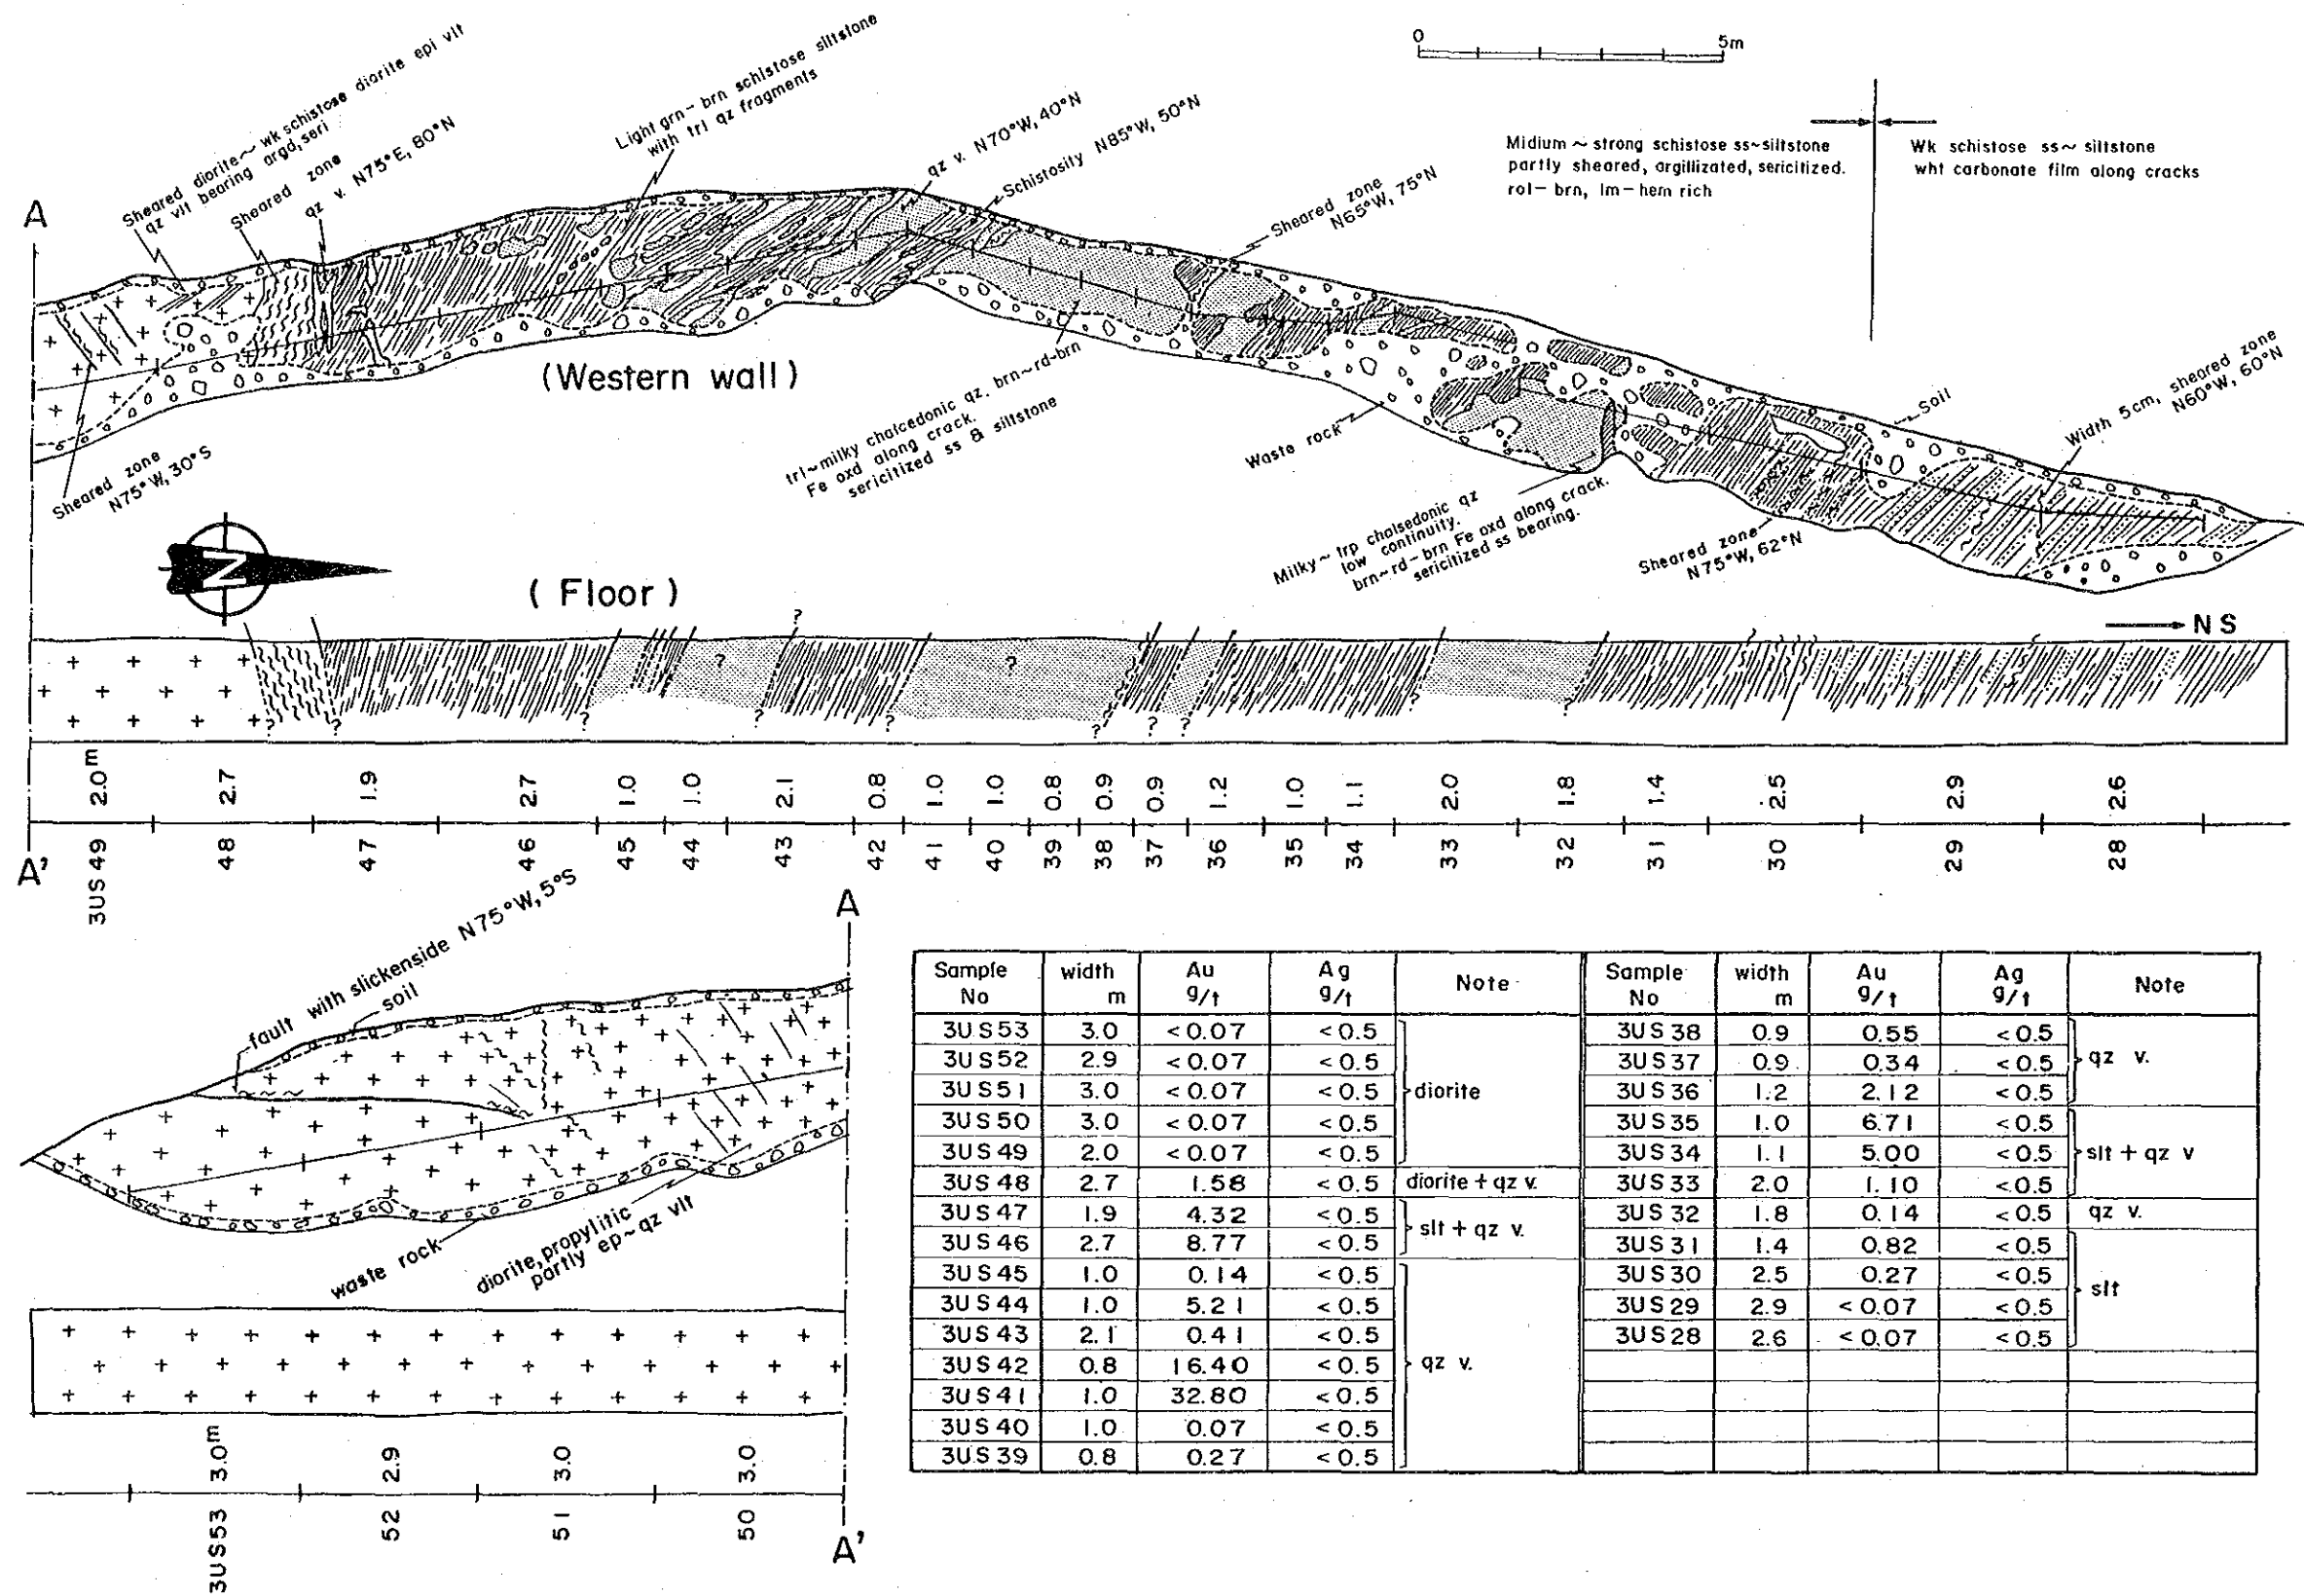 Sheared diorite ~ wk schistose diorite epi vlt
qz vlt bearing argd, seri
Sheared zone
qz v. N75°E, 80°N
Light grn ~ brn schistose siltstone
with trl qz fragments
qz v. N70°W, 40°N
Schistosity N85°W, 50°N
Sheared zone
N65°W, 75°N
0 5m
Midium ~ strong schistose ss~siltstone
partly sheared, argillizated, sericitized.
rol- brn, lm-hem rich
Wk schistose ss~ siltstone
wht carbonate film along cracks
A
(Western wall)
Sheared zone
N75°W, 30°S
trl~milky chalcedonic qz. brn~rd-brn
Fe oxd along crack.
sericitized ss & siltstone
Waste rock
Milky ~ trp chalsedonic qz
low continuity.
brn~rd-brn Fe oxd along crack.
sericitized ss bearing.
Soil
Width 5cm, sheared zone
N60°W, 60°N
Sheared zone
N75°W, 62°N
N
(Floor)
NS
? ? ?
? ? ? ? ? ? ? ? ?
2.0m 2.7 1.9 2.7 1.0 1.0 2.1 0.8 1.0 1.0 0.8 0.9 0.9 1.2 1.0 1.1 2.0 1.8 1.4 2.5 2.9 2.6
A'
3US49 48 47 46 45 44 43 42 41 40 39 38 37 36 35 34 33 32 31 30 29 28
fault with slickenside N75°W, 5°S
soil
A
waste rock
diorite, propylitic
partly ep~qz vlt
3.0m 2.9 3.0 3.0
3US53 52 51 50
A'
Sample No width m Au g/t Ag g/t Note Sample No width m Au g/t Ag g/t Note
3US53 3.0 <0.07 <0.5 3US38 0.9 0.55 <0.5
3US52 2.9 <0.07 <0.5 3US37 0.9 0.34 <0.5 qz v.
3US51 3.0 <0.07 <0.5 diorite 3US36 1.2 2.12 <0.5
3US50 3.0 <0.07 <0.5 3US35 1.0 6.71 <0.5
3US49 2.0 <0.07 <0.5 3US34 1.1 5.00 <0.5 slt + qz v
3US48 2.7 1.58 <0.5 diorite + qz v. 3US33 2.0 1.10 <0.5
3US47 1.9 4.32 <0.5 slt + qz v. 3US32 1.8 0.14 <0.5 qz v.
3US46 2.7 8.77 <0.5 3US31 1.4 0.82 <0.5
3US45 1.0 0.14 <0.5 3US30 2.5 0.27 <0.5 slt
3US44 1.0 5.21 <0.5 3US29 2.9 <0.07 <0.5
3US43 2.1 0.41 <0.5 3US28 2.6 <0.07 <0.5
3US42 0.8 16.40 <0.5 qz v.
3US41 1.0 32.80 <0.5
3US40 1.0 0.07 <0.5
3US39 0.8 0.27 <0.5